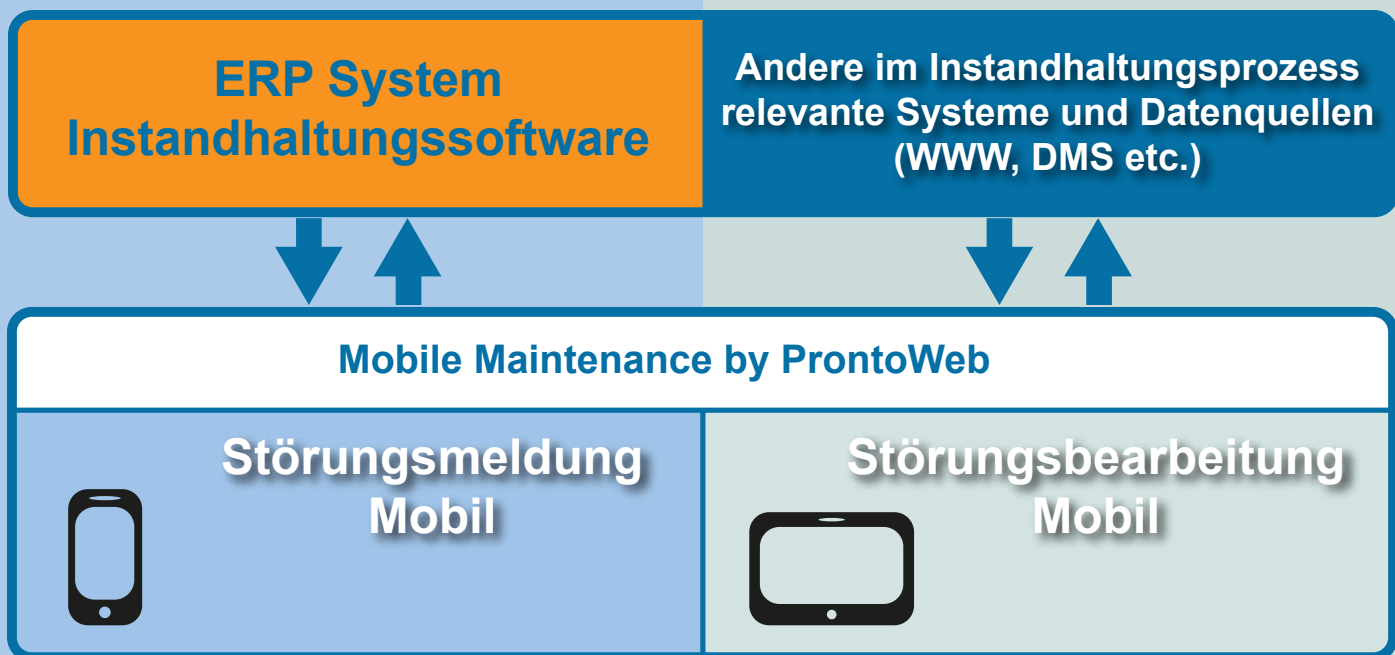 ERP System
Instandhaltungssoftware
Andere im Instandhaltungsprozess
relevante Systeme und Datenquellen
(WWW, DMS etc.)
Mobile Maintenance by ProntoWeb
Störungsmeldung
Mobil
Störungsbearbeitung
Mobil